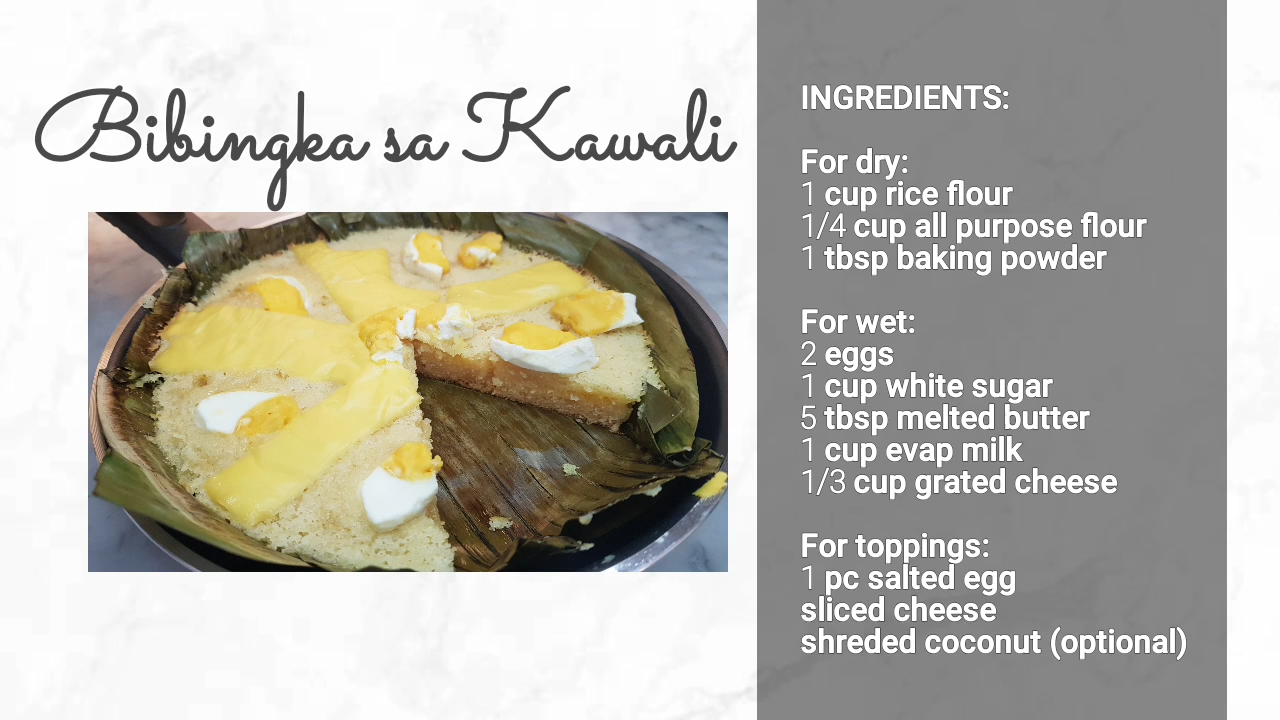 Bibingka sa Kawali
INGREDIENTS:
For dry:
1 cup rice flour
1/4 cup all purpose flour
1 tbsp baking powder
For wet:
2 eggs
1 cup white sugar
5 tbsp melted butter
1 cup evap milk
1/3 cup grated cheese
For toppings:
1 pc salted egg
sliced cheese
shreded coconut (optional)